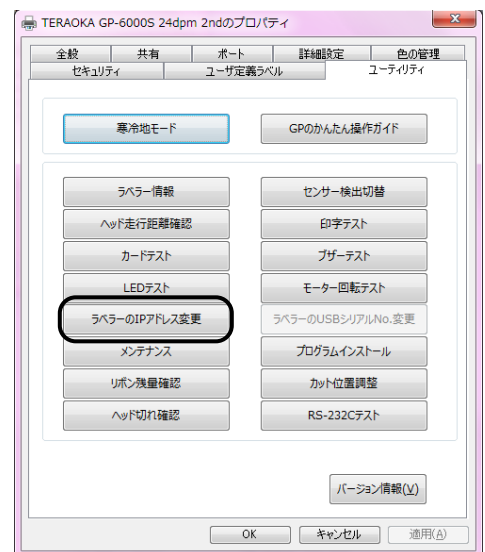 TERAOKA GP-6000S 24dpm 2ndのプロパティ
全般 共有 ポート 詳細設定 色の管理
セキュリティ ユーザ定義ラベル ユーティリティ
寒冷地モード GPのかんたん操作ガイド
ラベラー情報 センサー検出切替
ヘッド走行距離確認 印字テスト
カードテスト ブザーテスト
LEDテスト モーター回転テスト
ラベラーのIPアドレス変更 ラベラーのUSBシリアルNo.変更
メンテナンス プログラムインストール
リボン残量確認 カット位置調整
ヘッド切れ確認 RS-232Cテスト
バージョン情報(V)
OK キャンセル 適用(A)